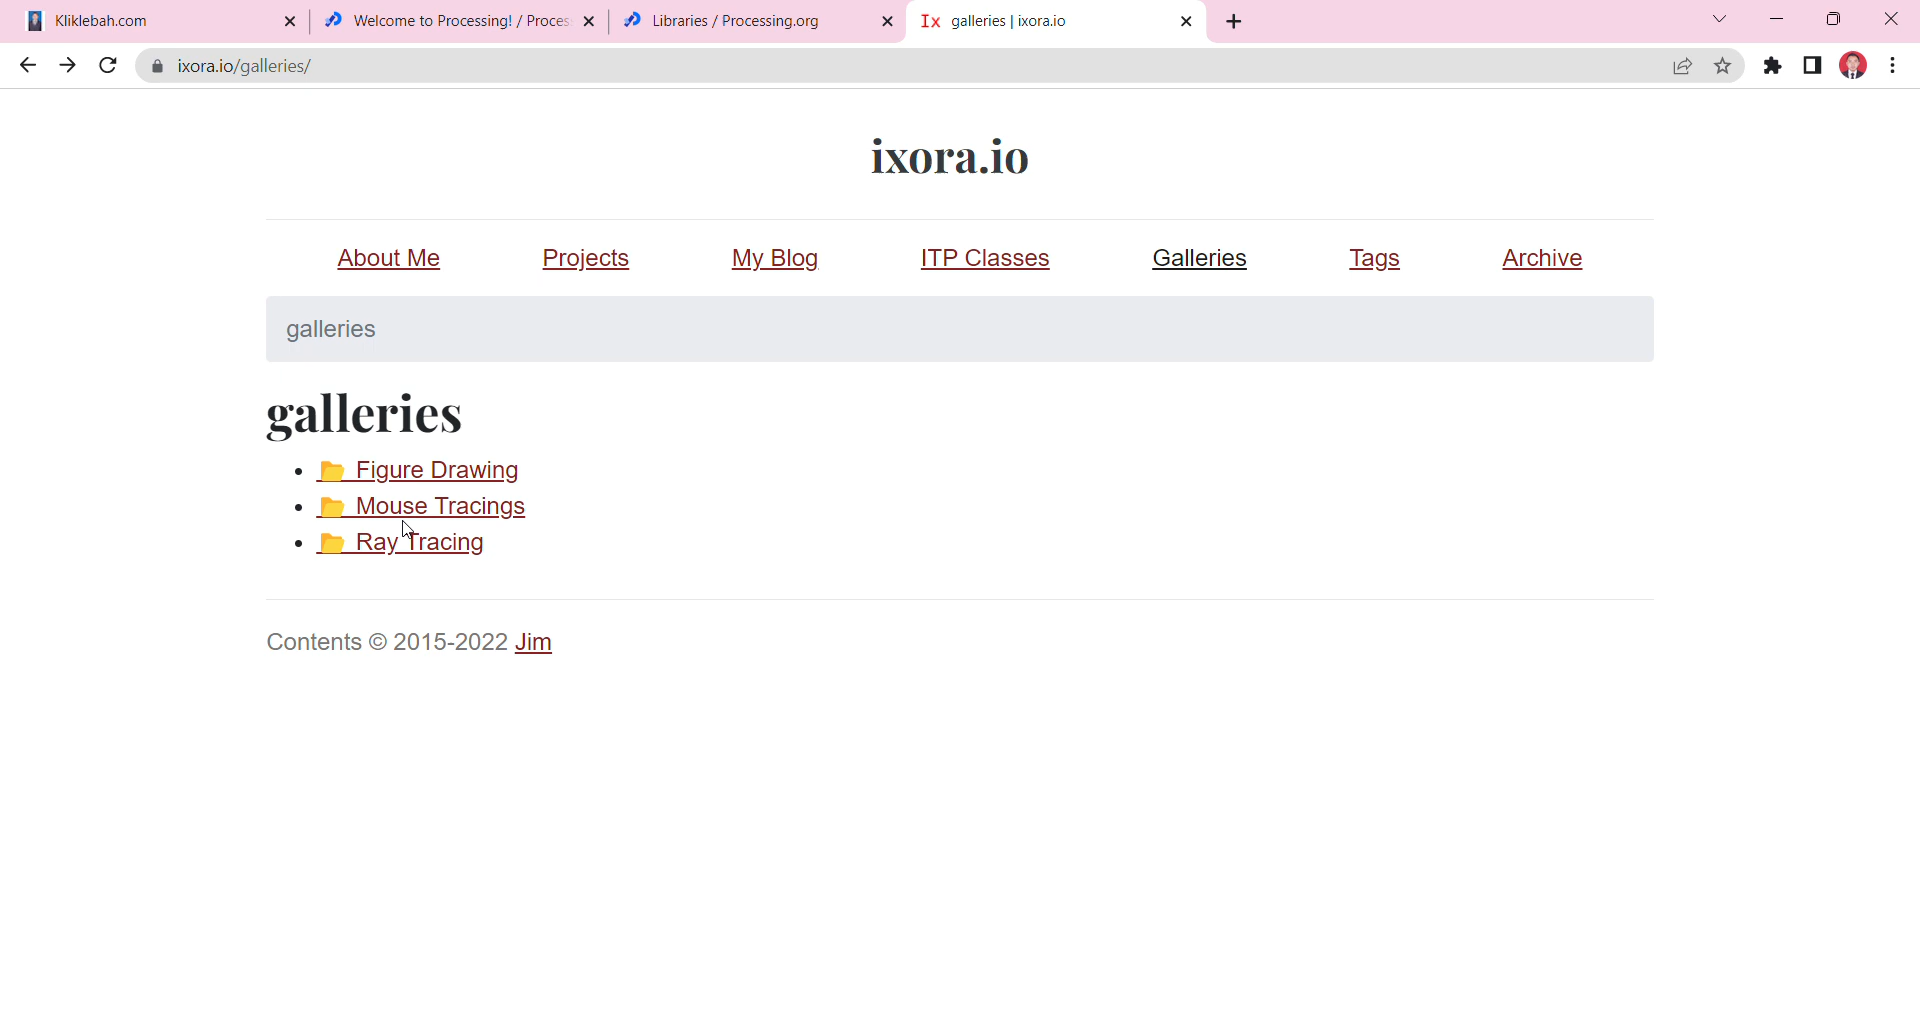 Kliklebah.com
Welcome to Processing! / Proces
Libraries / Processing.org
Ix galleries | ixora.io
ixora.io/galleries/
ixora.io
About Me Projects My Blog ITP Classes Galleries Tags Archive
galleries
galleries
Figure Drawing
Mouse Tracings
Ray Tracing
Contents © 2015-2022 Jim